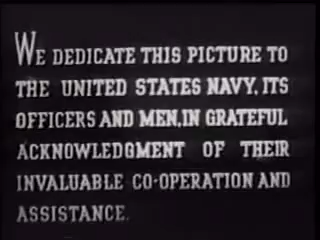 WE DEDICATE THIS PICTURE TO
THE UNITED STATES NAVY, ITS
OFFICERS AND MEN, IN GRATEFUL
ACKNOWLEDGMENT OF THEIR
INVALUABLE CO-OPERATION AND
ASSISTANCE.